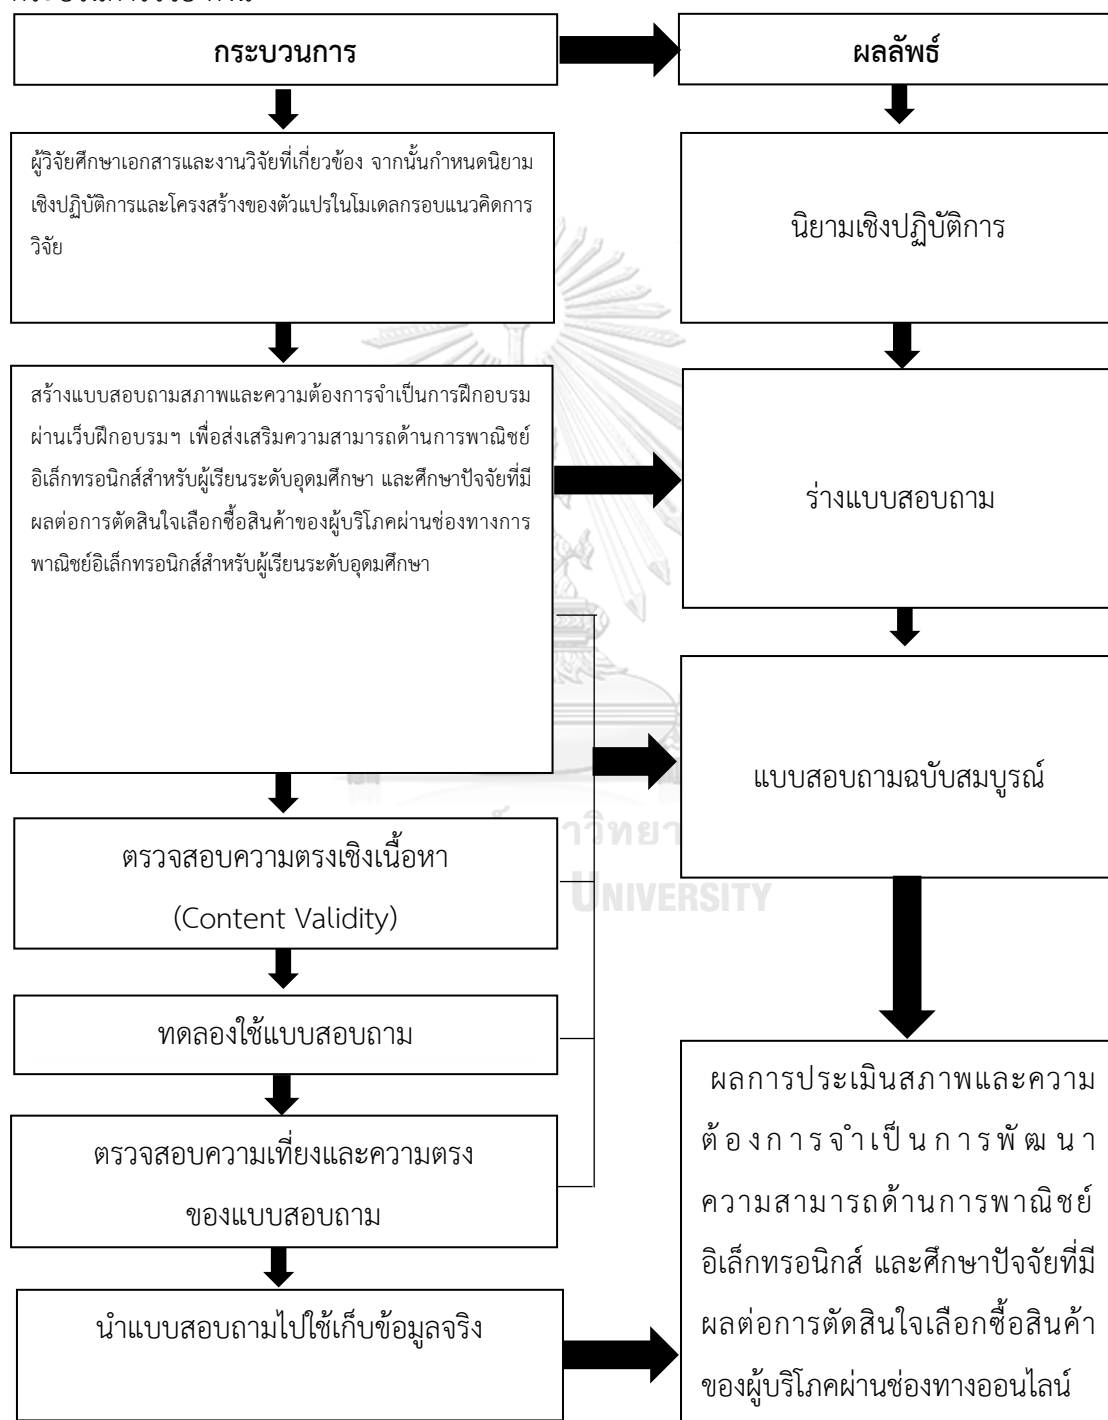 กระบวนการ
ผลลัพธ์
ผู้วิจัยศึกษาเอกสารและงานวิจัยที่เกี่ยวข้อง จากนั้นกำหนดนิยาม
เชิงปฏิบัติการและโครงสร้างของตัวแปรในโมเดลกรอบแนวคิดการ
วิจัย
นิยามเชิงปฏิบัติการ
สร้างแบบสอบถามสภาพและความต้องการจำเป็นการฝึกอบรม
ผ่านเว็บฝึกอบรมฯ เพื่อส่งเสริมความสามารถด้านการพาณิชย์
อิเล็กทรอนิกส์สำหรับผู้เรียนระดับอุดมศึกษา และศึกษาปัจจัยที่มี
ผลต่อการตัดสินใจเลือกซื้อสินค้าของผู้บริโภคผ่านช่องทางการ
พาณิชย์อิเล็กทรอนิกส์สำหรับผู้เรียนระดับอุดมศึกษา
ร่างแบบสอบถาม
แบบสอบถามฉบับสมบูรณ์
ตรวจสอบความตรงเชิงเนื้อหา
(Content Validity)
UNIVERSITY
ทดลองใช้แบบสอบถาม
ตรวจสอบความเที่ยงและความตรง
ของแบบสอบถาม
นำแบบสอบถามไปใช้เก็บข้อมูลจริง
ผลการประเมินสภาพและความ
ต้องการจำเป็นการพัฒนา
ความสามารถด้านการพาณิชย์
อิเล็กทรอนิกส์ และศึกษาปัจจัยที่มี
ผลต่อการตัดสินใจเลือกซื้อสินค้า
ของผู้บริโภคผ่านช่องทางออนไลน์